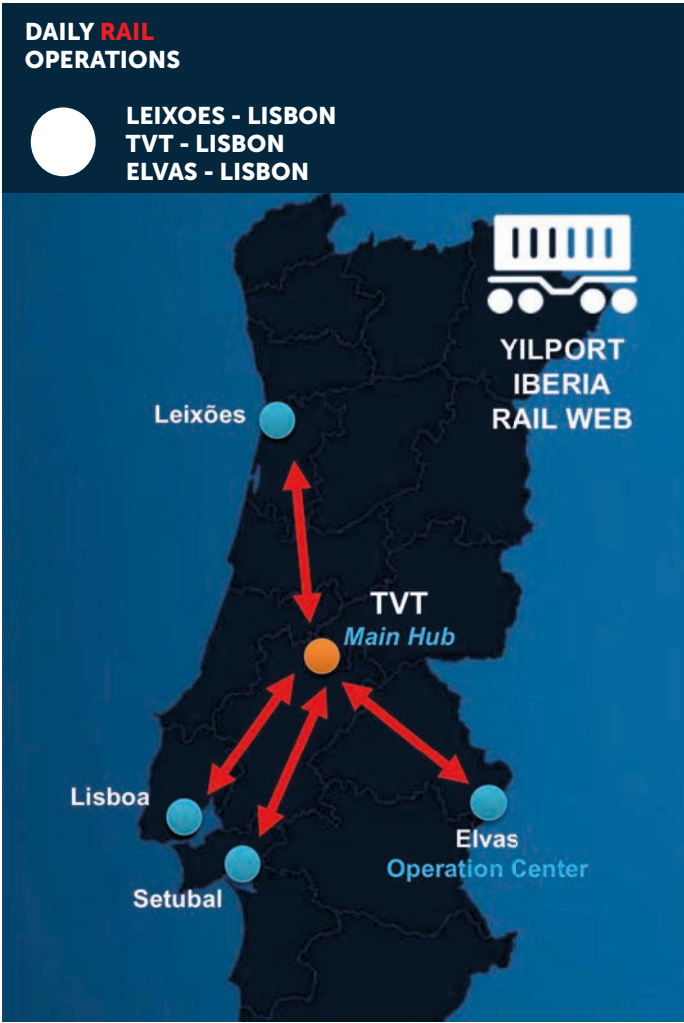 DAILY RAIL
OPERATIONS
LEIXOES - LISBON
TVT - LISBON
ELVAS - LISBON
YILPORT
IBERIA
RAIL WEB
Leixões
TVT
Main Hub
Lisboa
Elvas
Operation Center
Setubal